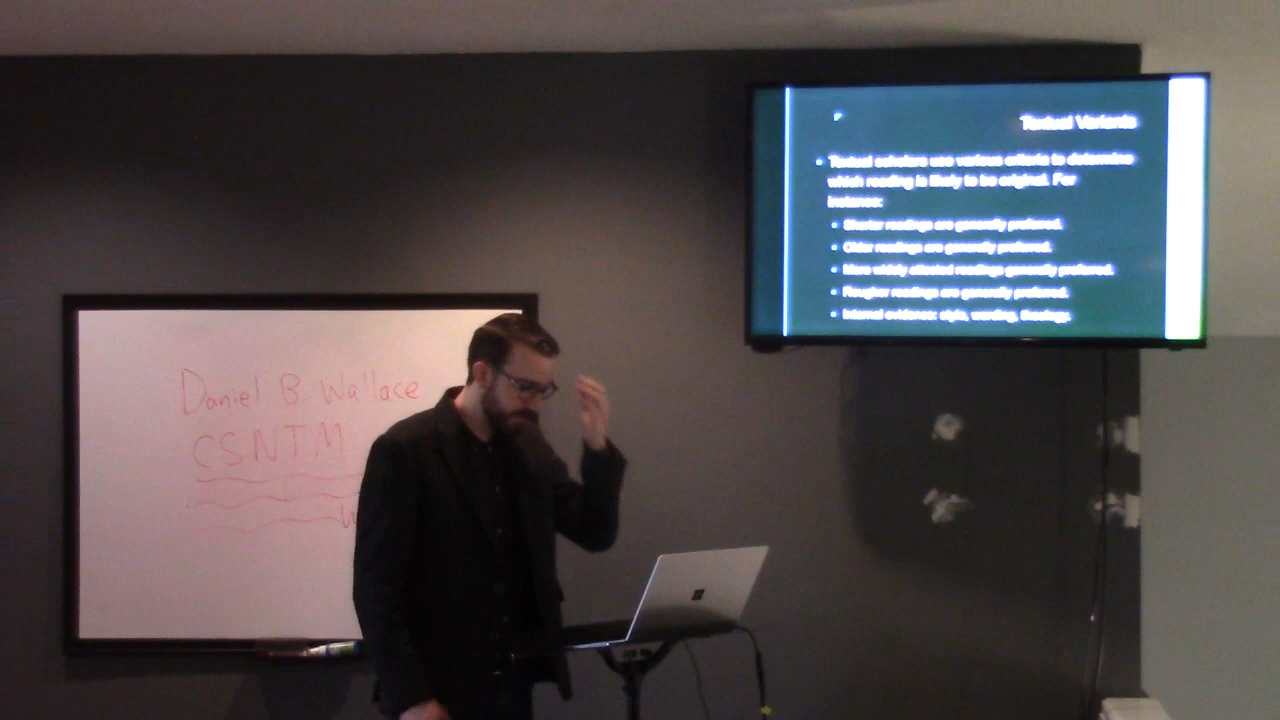 Daniel B. Wallace
CSNTM
Textual Variants
Textual scholars use various criteria to determine
which reading is likely to be original. For
instance:
Shorter readings are generally preferred.
Older readings are generally preferred.
More widely attested readings generally preferred.
Rougher readings are generally preferred.
Internal evidence: style, wording, theology.